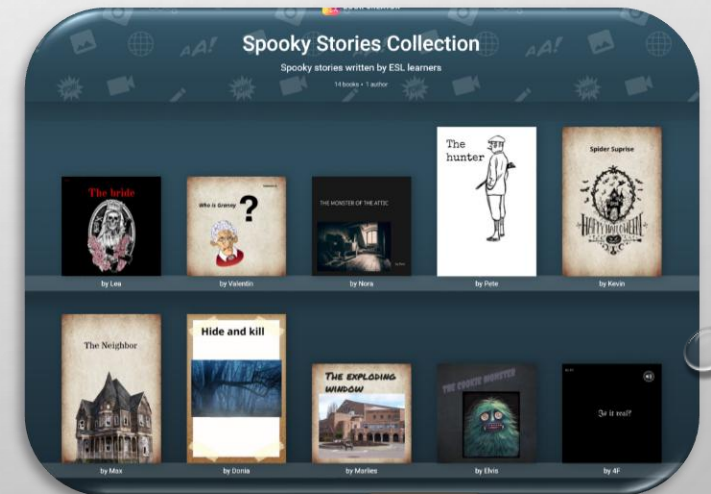 Spooky Stories Collection
Spooky stories written by ESL learners
14 books • 1 author
The bride
by Lea
Who is Granny ?
by Valentin
THE MONSTER OF THE ATTIC
by Nora
The
hunter
by Pete
Spider Suprise
HAPPY HALLOWEEN
by Kevin
The Neighbor
by Max
Hide and kill
by Donia
The exploding
window
by Marlies
THE COOKIE MONSTER
by Elvis
Is it real?
by 4F